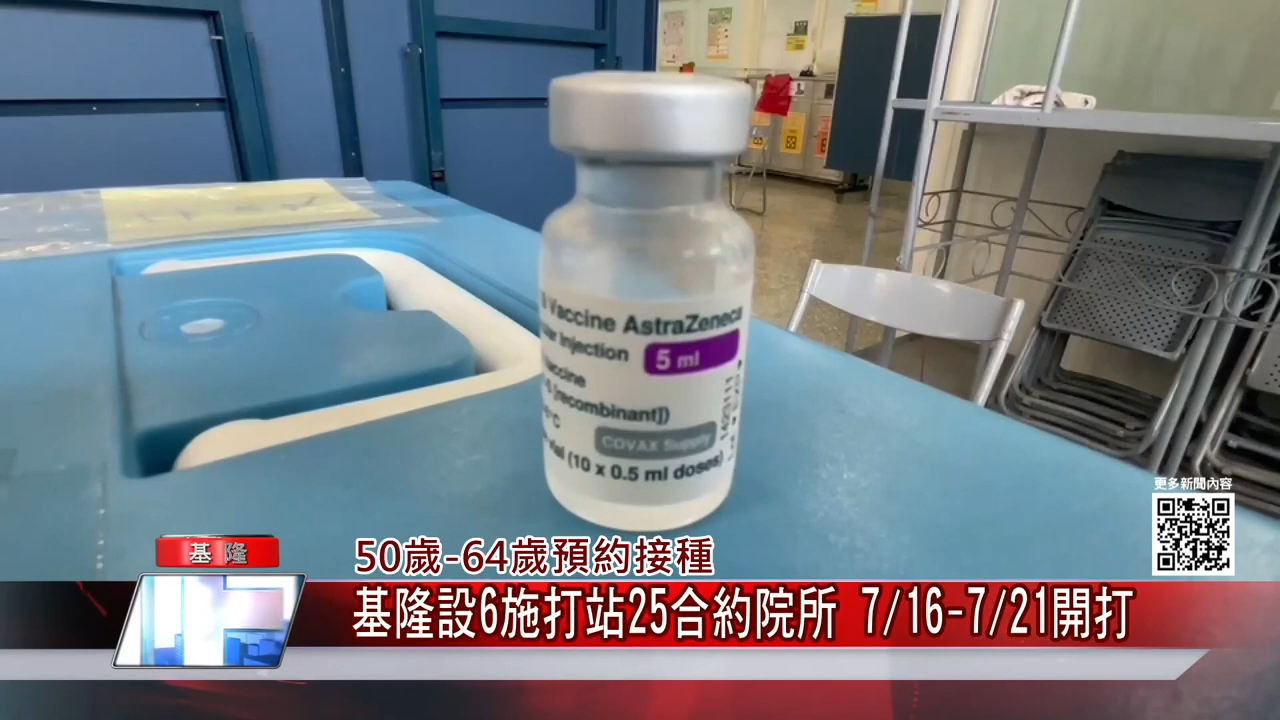 Vaccine AstraZeneca
Injection
5 ml
vaccine
[recombinant])
COVAX Supply
(10 x 0.5 ml doses)
更多新聞內容
基隆
50歲-64歲預約接種
基隆設6施打站25合約院所 7/16-7/21開打